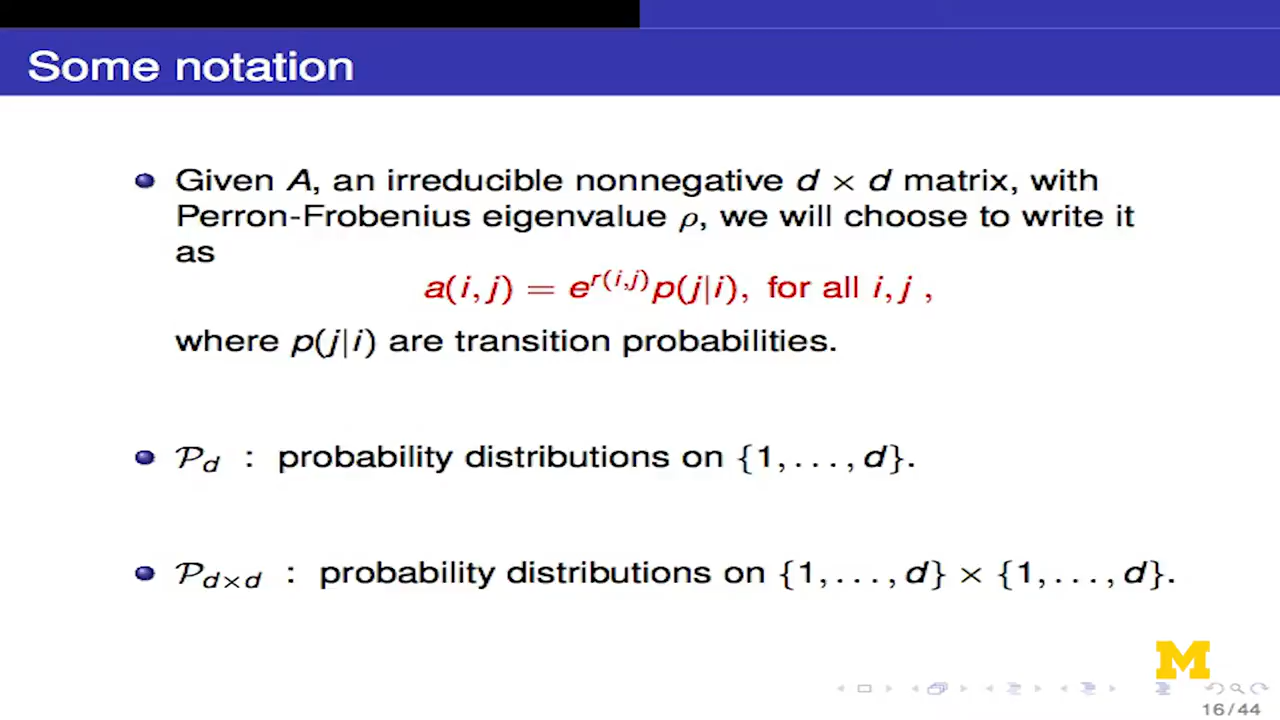 Some notation
Given A, an irreducible nonnegative d × d matrix, with
Perron-Frobenius eigenvalue ρ, we will choose to write it
as
a(i, j) = e^{r(i,j)}p(j|i), for all i, j ,
where p(j|i) are transition probabilities.
𝒫_d : probability distributions on {1, . . . , d}.
𝒫_{d×d} : probability distributions on {1, . . . , d} × {1, . . . , d}.
M
16/44